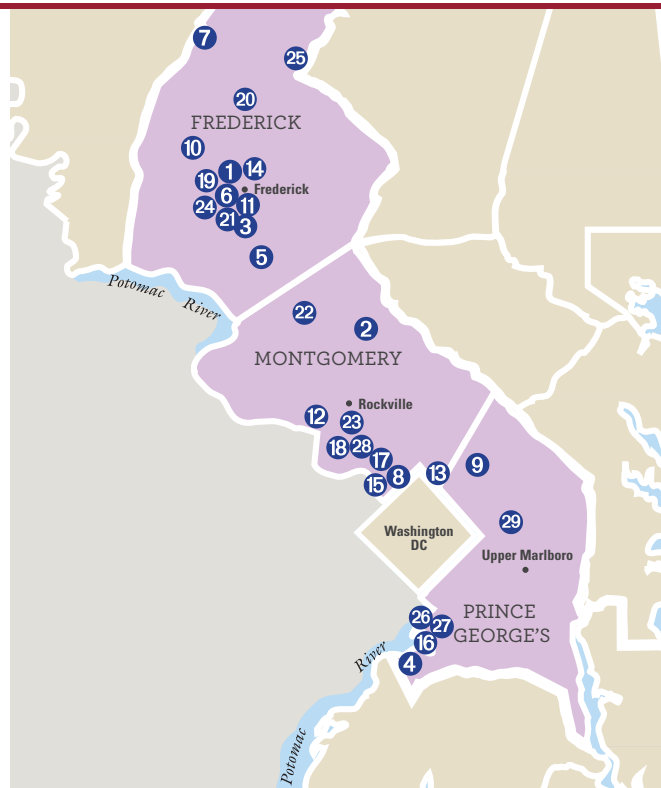 7
25
20
FREDERICK
10
1
14
19
Frederick
6
24
11
21
3
5
Potomac
River
22
2
MONTGOMERY
Rockville
12
23
18
28
17
9
13
8
15
29
Washington
DC
Upper Marlboro
PRINCE
GEORGE'S
26
27
16
4
River
Potomac